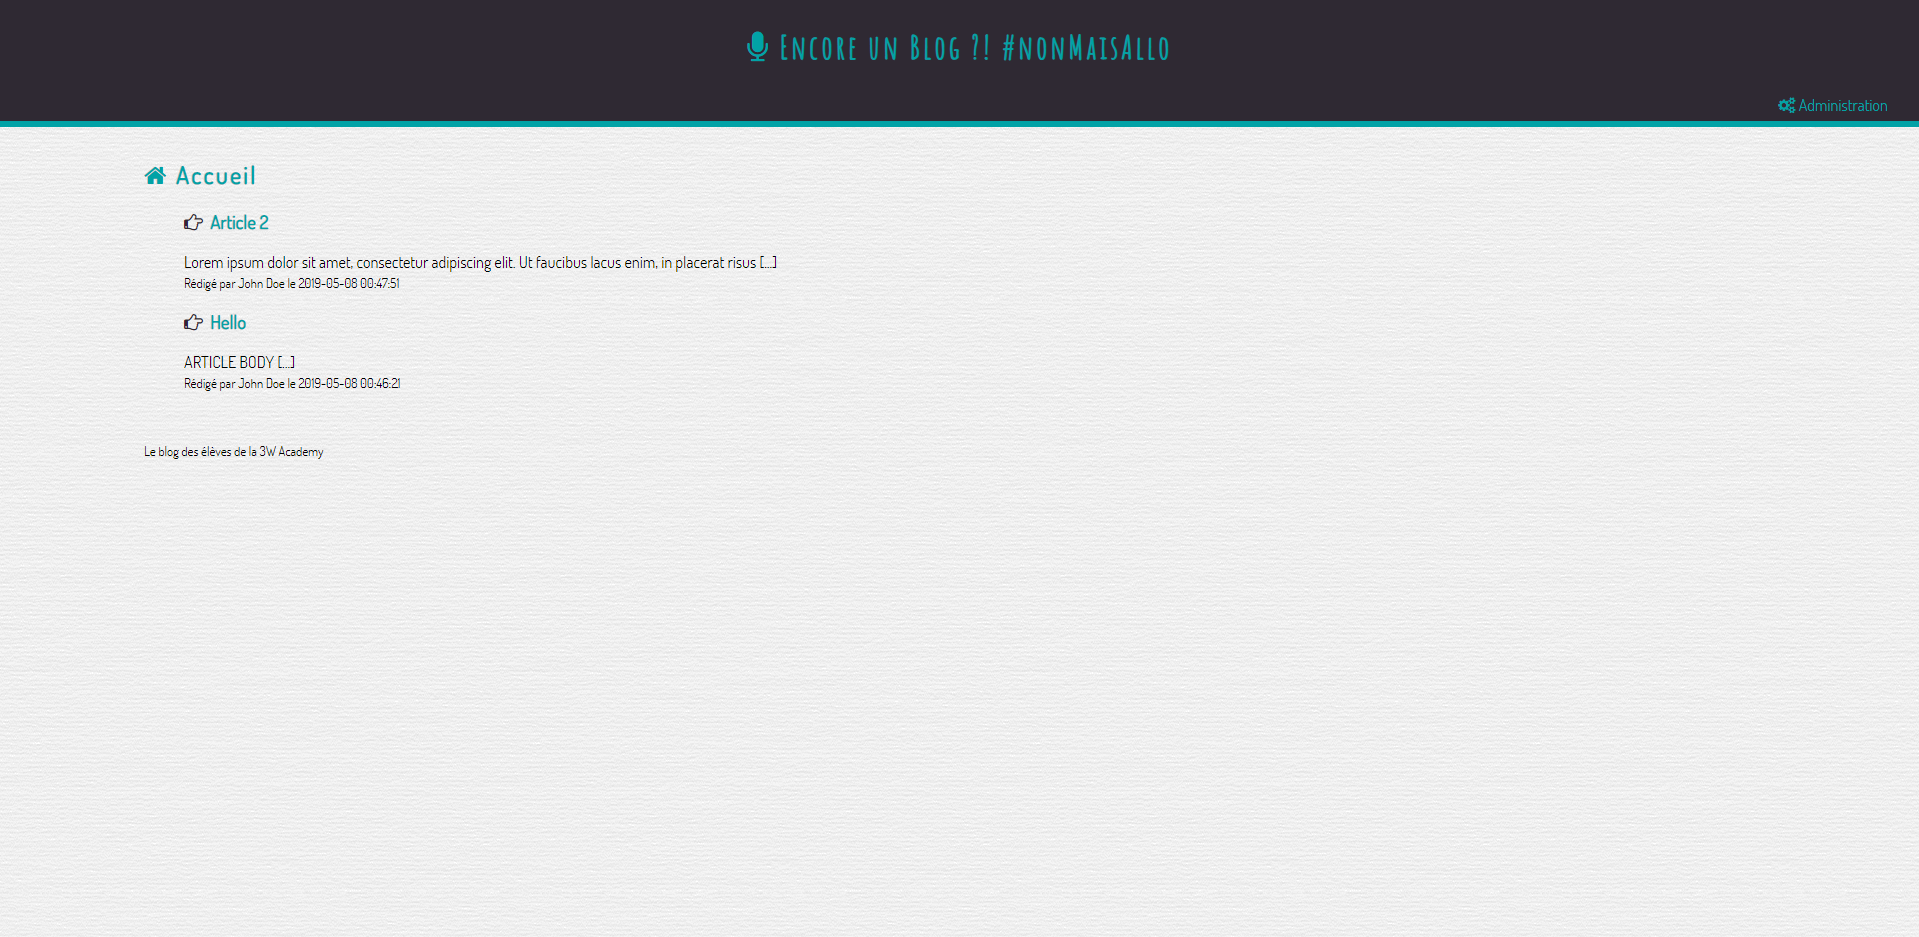 Encore un Blog ?! #nonMaisAllo
Administration
Accueil
Article 2
Lorem ipsum dolor sit amet, consectetur adipiscing elit. Ut faucibus lacus enim, in placerat risus [...]
Rédigé par John Doe le 2019-05-08 00:47:51
Hello
ARTICLE BODY [...]
Rédigé par John Doe le 2019-05-08 00:46:21
Le blog des élèves de la 3W Academy